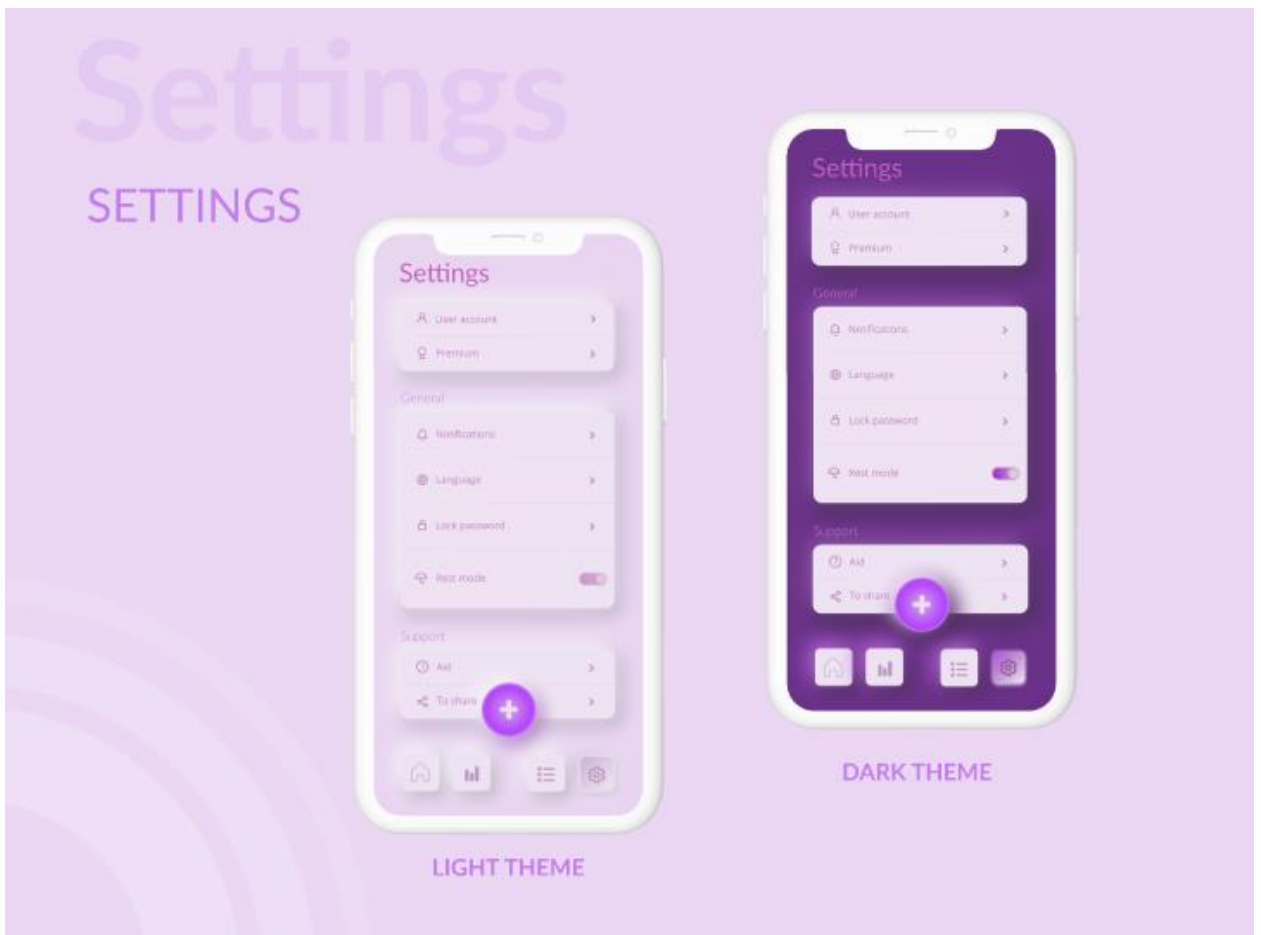 Settings
SETTINGS
Settings
User account
Premium
General
Notifications
Language
Lock password
Rest mode
Support
Aid
To share
LIGHT THEME
Settings
User account
Premium
General
Notifications
Language
Lock password
Rest mode
Support
Aid
To share
DARK THEME